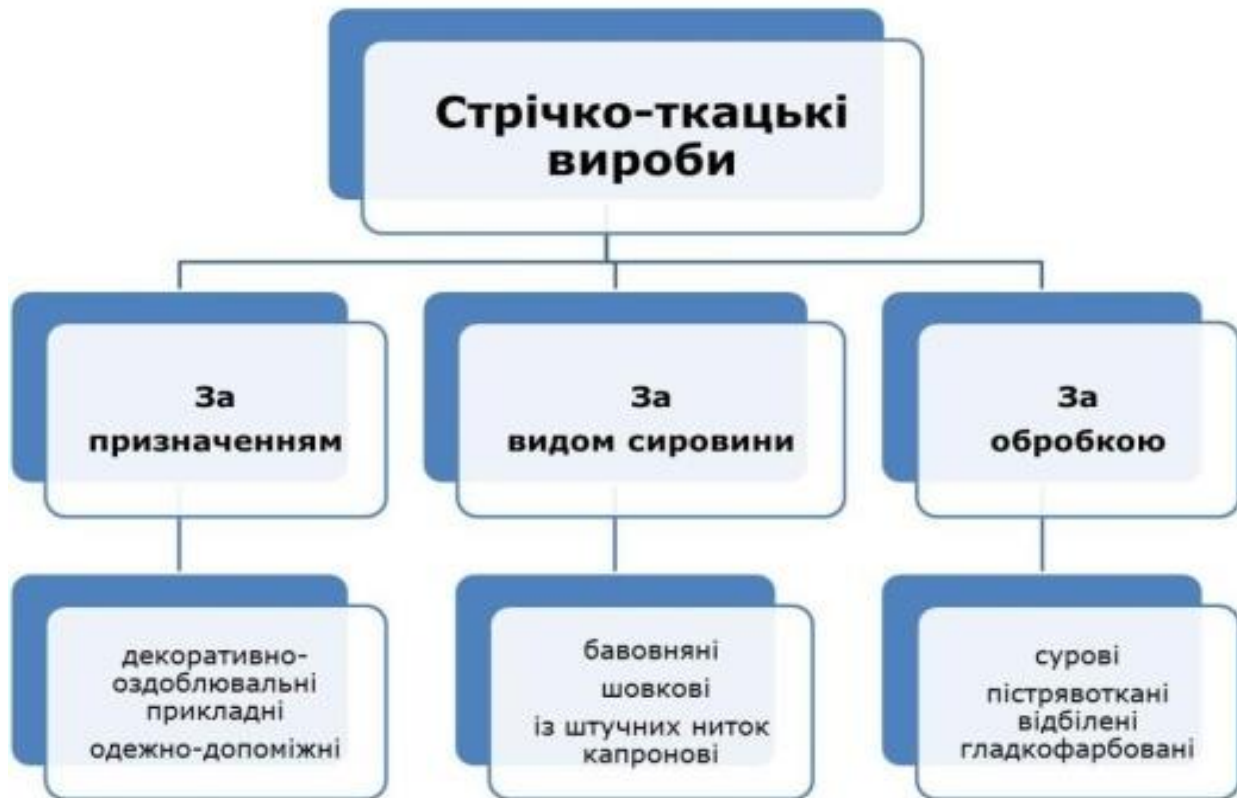 Стрічко-ткацькі
вироби
За
призначенням
За
видом сировини
За
обробкою
декоративно-
оздоблювальні
прикладні
одежно-допоміжні
бавовняні
шовкові
із штучних ниток
капронові
сурові
пістрявоткані
відбілені
гладкофарбовані